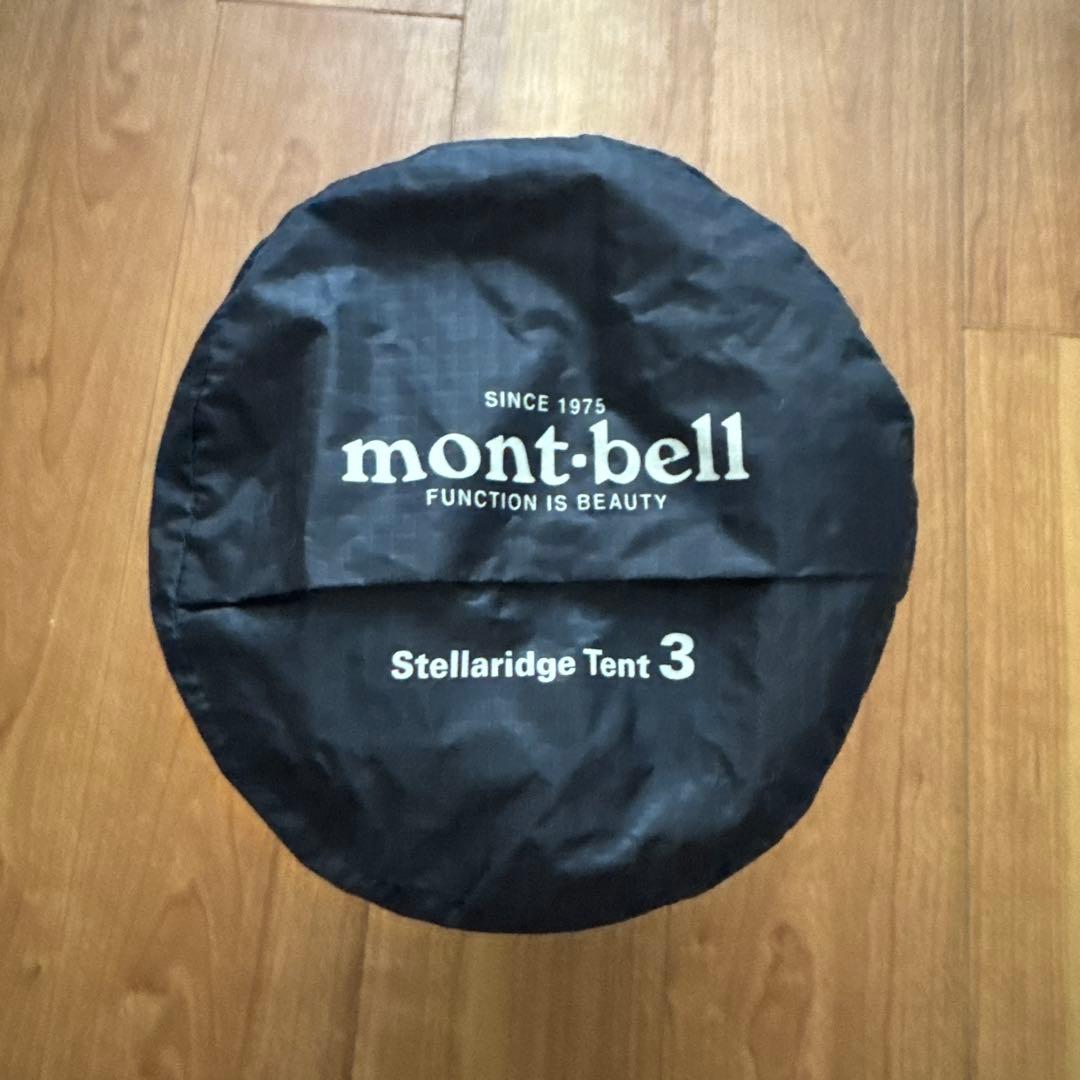 SINCE 1975
mont·bell
FUNCTION IS BEAUTY
Stellaridge Tent 3